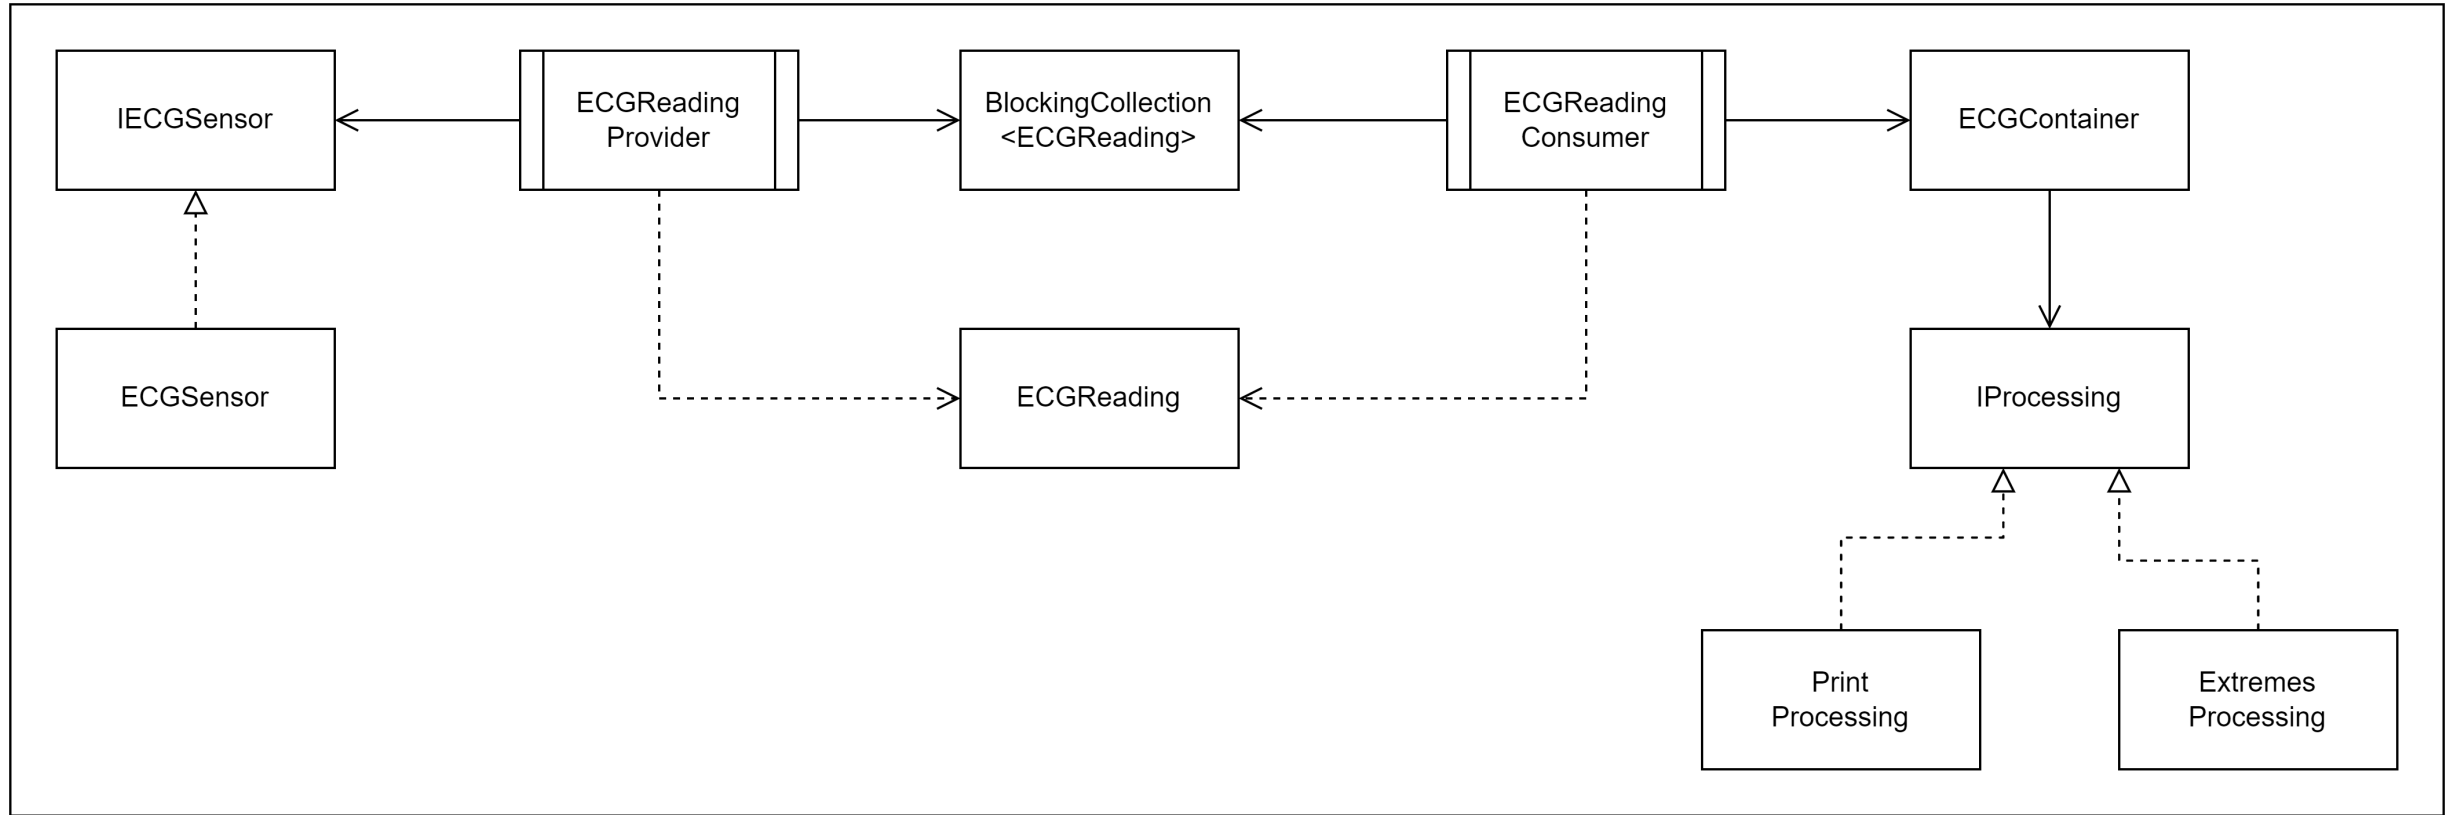 IECGSensor
ECGReading
Provider
BlockingCollection
<ECGReading>
ECGReading
Consumer
ECGContainer
ECGSensor
ECGReading
IProcessing
Print
Processing
Extremes
Processing